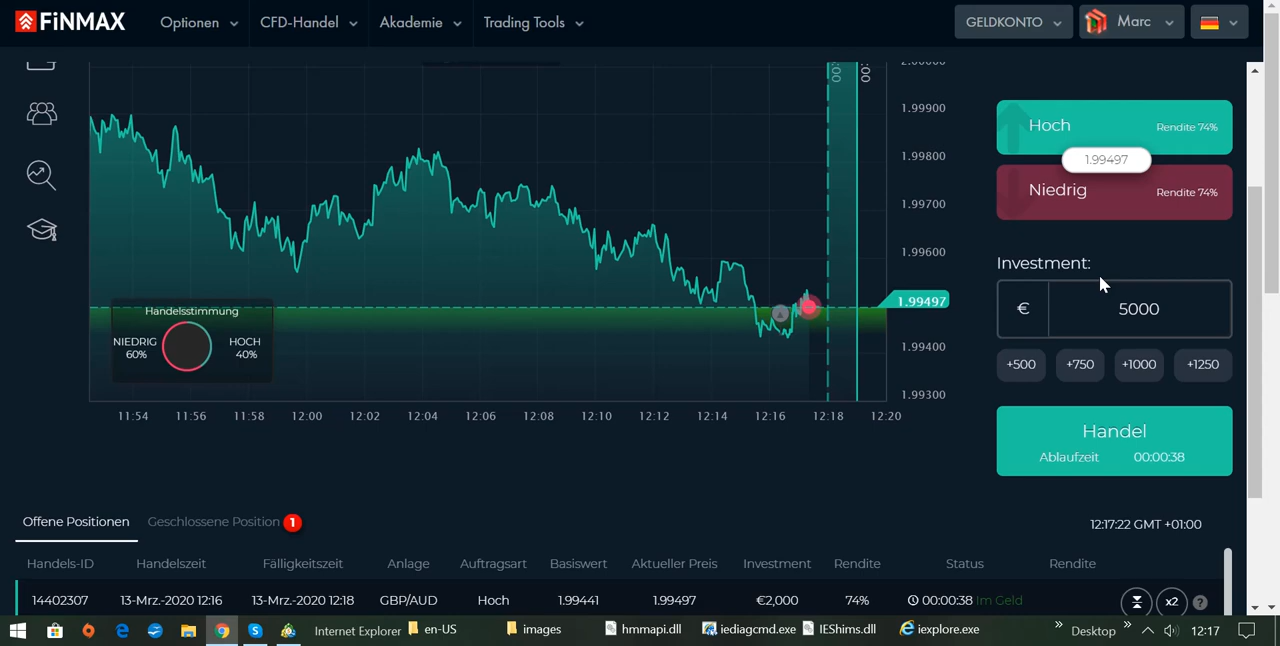 FiNMAX Optionen CFD-Handel Akademie Trading Tools GELDKONTO Marc
2.00000
1.99900
1.99800
1.99700
1.99600
1.99497
1.99400
1.99300
Handelsstimmung
NIEDRIG 60%
HOCH 40%
11:54 11:56 11:58 12:00 12:02 12:04 12:06 12:08 12:10 12:12 12:14 12:16 12:18 12:20
Hoch Rendite 74%
1.99497
Niedrig Rendite 74%
Investment:
€ 5000
+500 +750 +1000 +1250
Handel
Ablaufzeit 00:00:38
Offene Positionen Geschlossene Position 1 12:17:22 GMT +01:00
Handels-ID Handelszeit Fälligkeitszeit Anlage Auftragsart Basiswert Aktueller Preis Investment Rendite Status Rendite
14402307 13-Mrz.-2020 12:16 13-Mrz.-2020 12:18 GBP/AUD Hoch 1.99441 1.99497 €2,000 74% 00:00:38 Im Geld x2 ?
Internet Explorer en-US images hmmapi.dll iediagcmd.exe IEShims.dll iexplore.exe » Desktop » 12:17